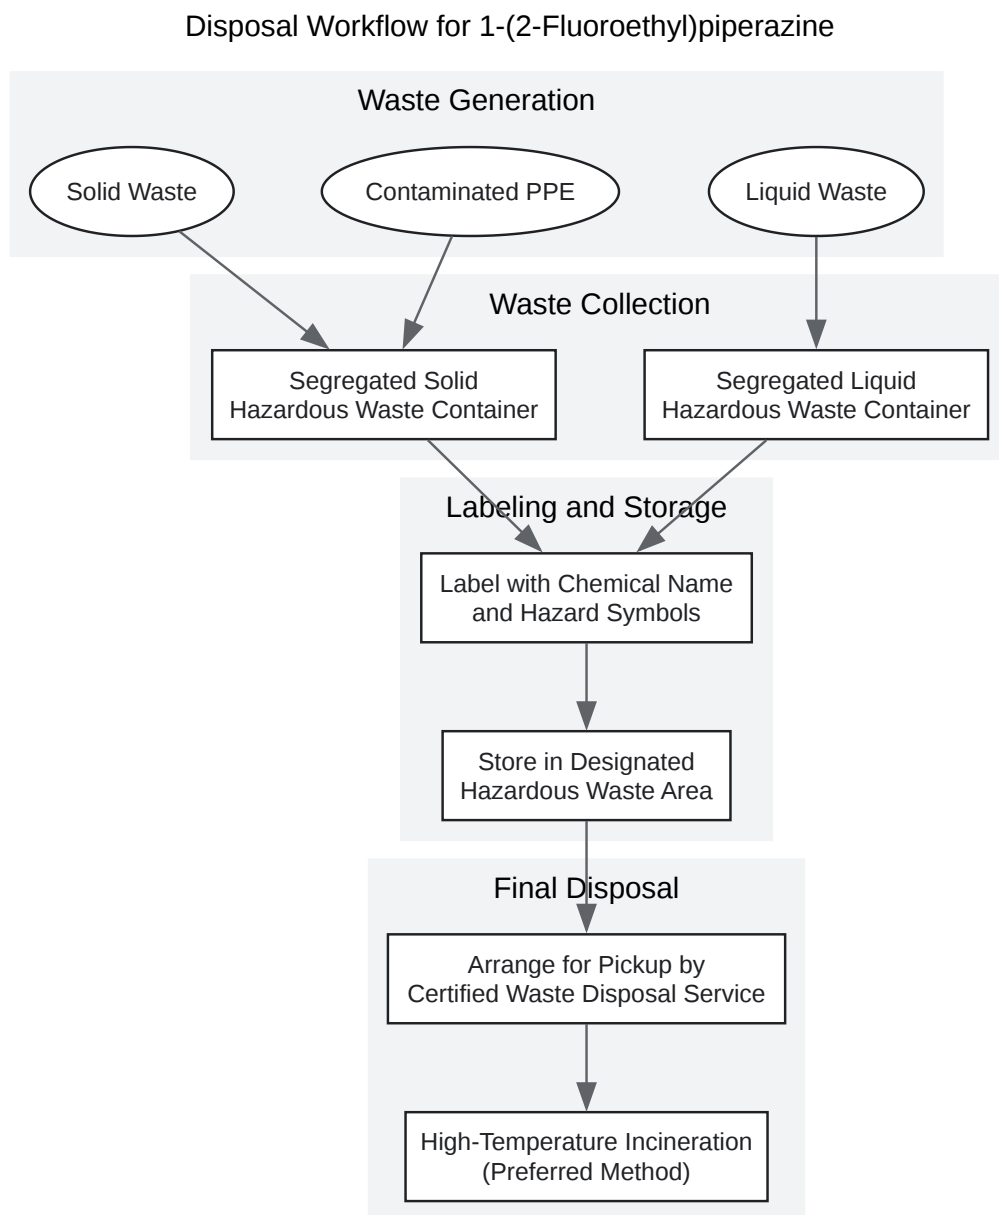 Disposal Workflow for 1-(2-Fluoroethyl)piperazine
Waste Generation
Solid Waste
Contaminated PPE
Liquid Waste
Waste Collection
Segregated Solid
Hazardous Waste Container
Segregated Liquid
Hazardous Waste Container
Labeling and Storage
Label with Chemical Name
and Hazard Symbols
Store in Designated
Hazardous Waste Area
Final Disposal
Arrange for Pickup by
Certified Waste Disposal Service
High-Temperature Incineration
(Preferred Method)